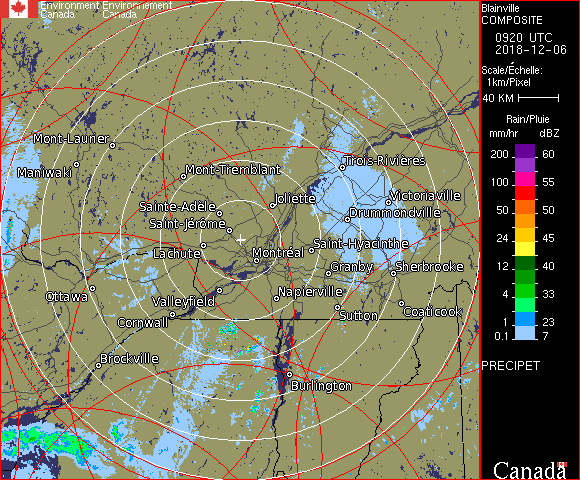 Environment Environnement
Canada Canada
Blainville
COMPOSITE
0920 UTC
2018-12-06
Scale/Échelle:
1km/Pixel
40 KM
Rain/Pluie
mm/hr dBZ
200 60
100 55
50 50
24 45
12 40
4 33
1 23
0.1 7
PRECIPET
Canada
Mont-Laurier
Maniwaki
Mont-Tremblant
Trois-Rivières
Sainte-Adèle
Joliette
Victoriaville
Saint-Jérôme
Drummondville
Lachute
Montréal
Saint-Hyacinthe
Granby
Sherbrooke
Ottawa
Valleyfield
Napierville
Cornwall
Sutton
Coaticook
Brockville
Burlington